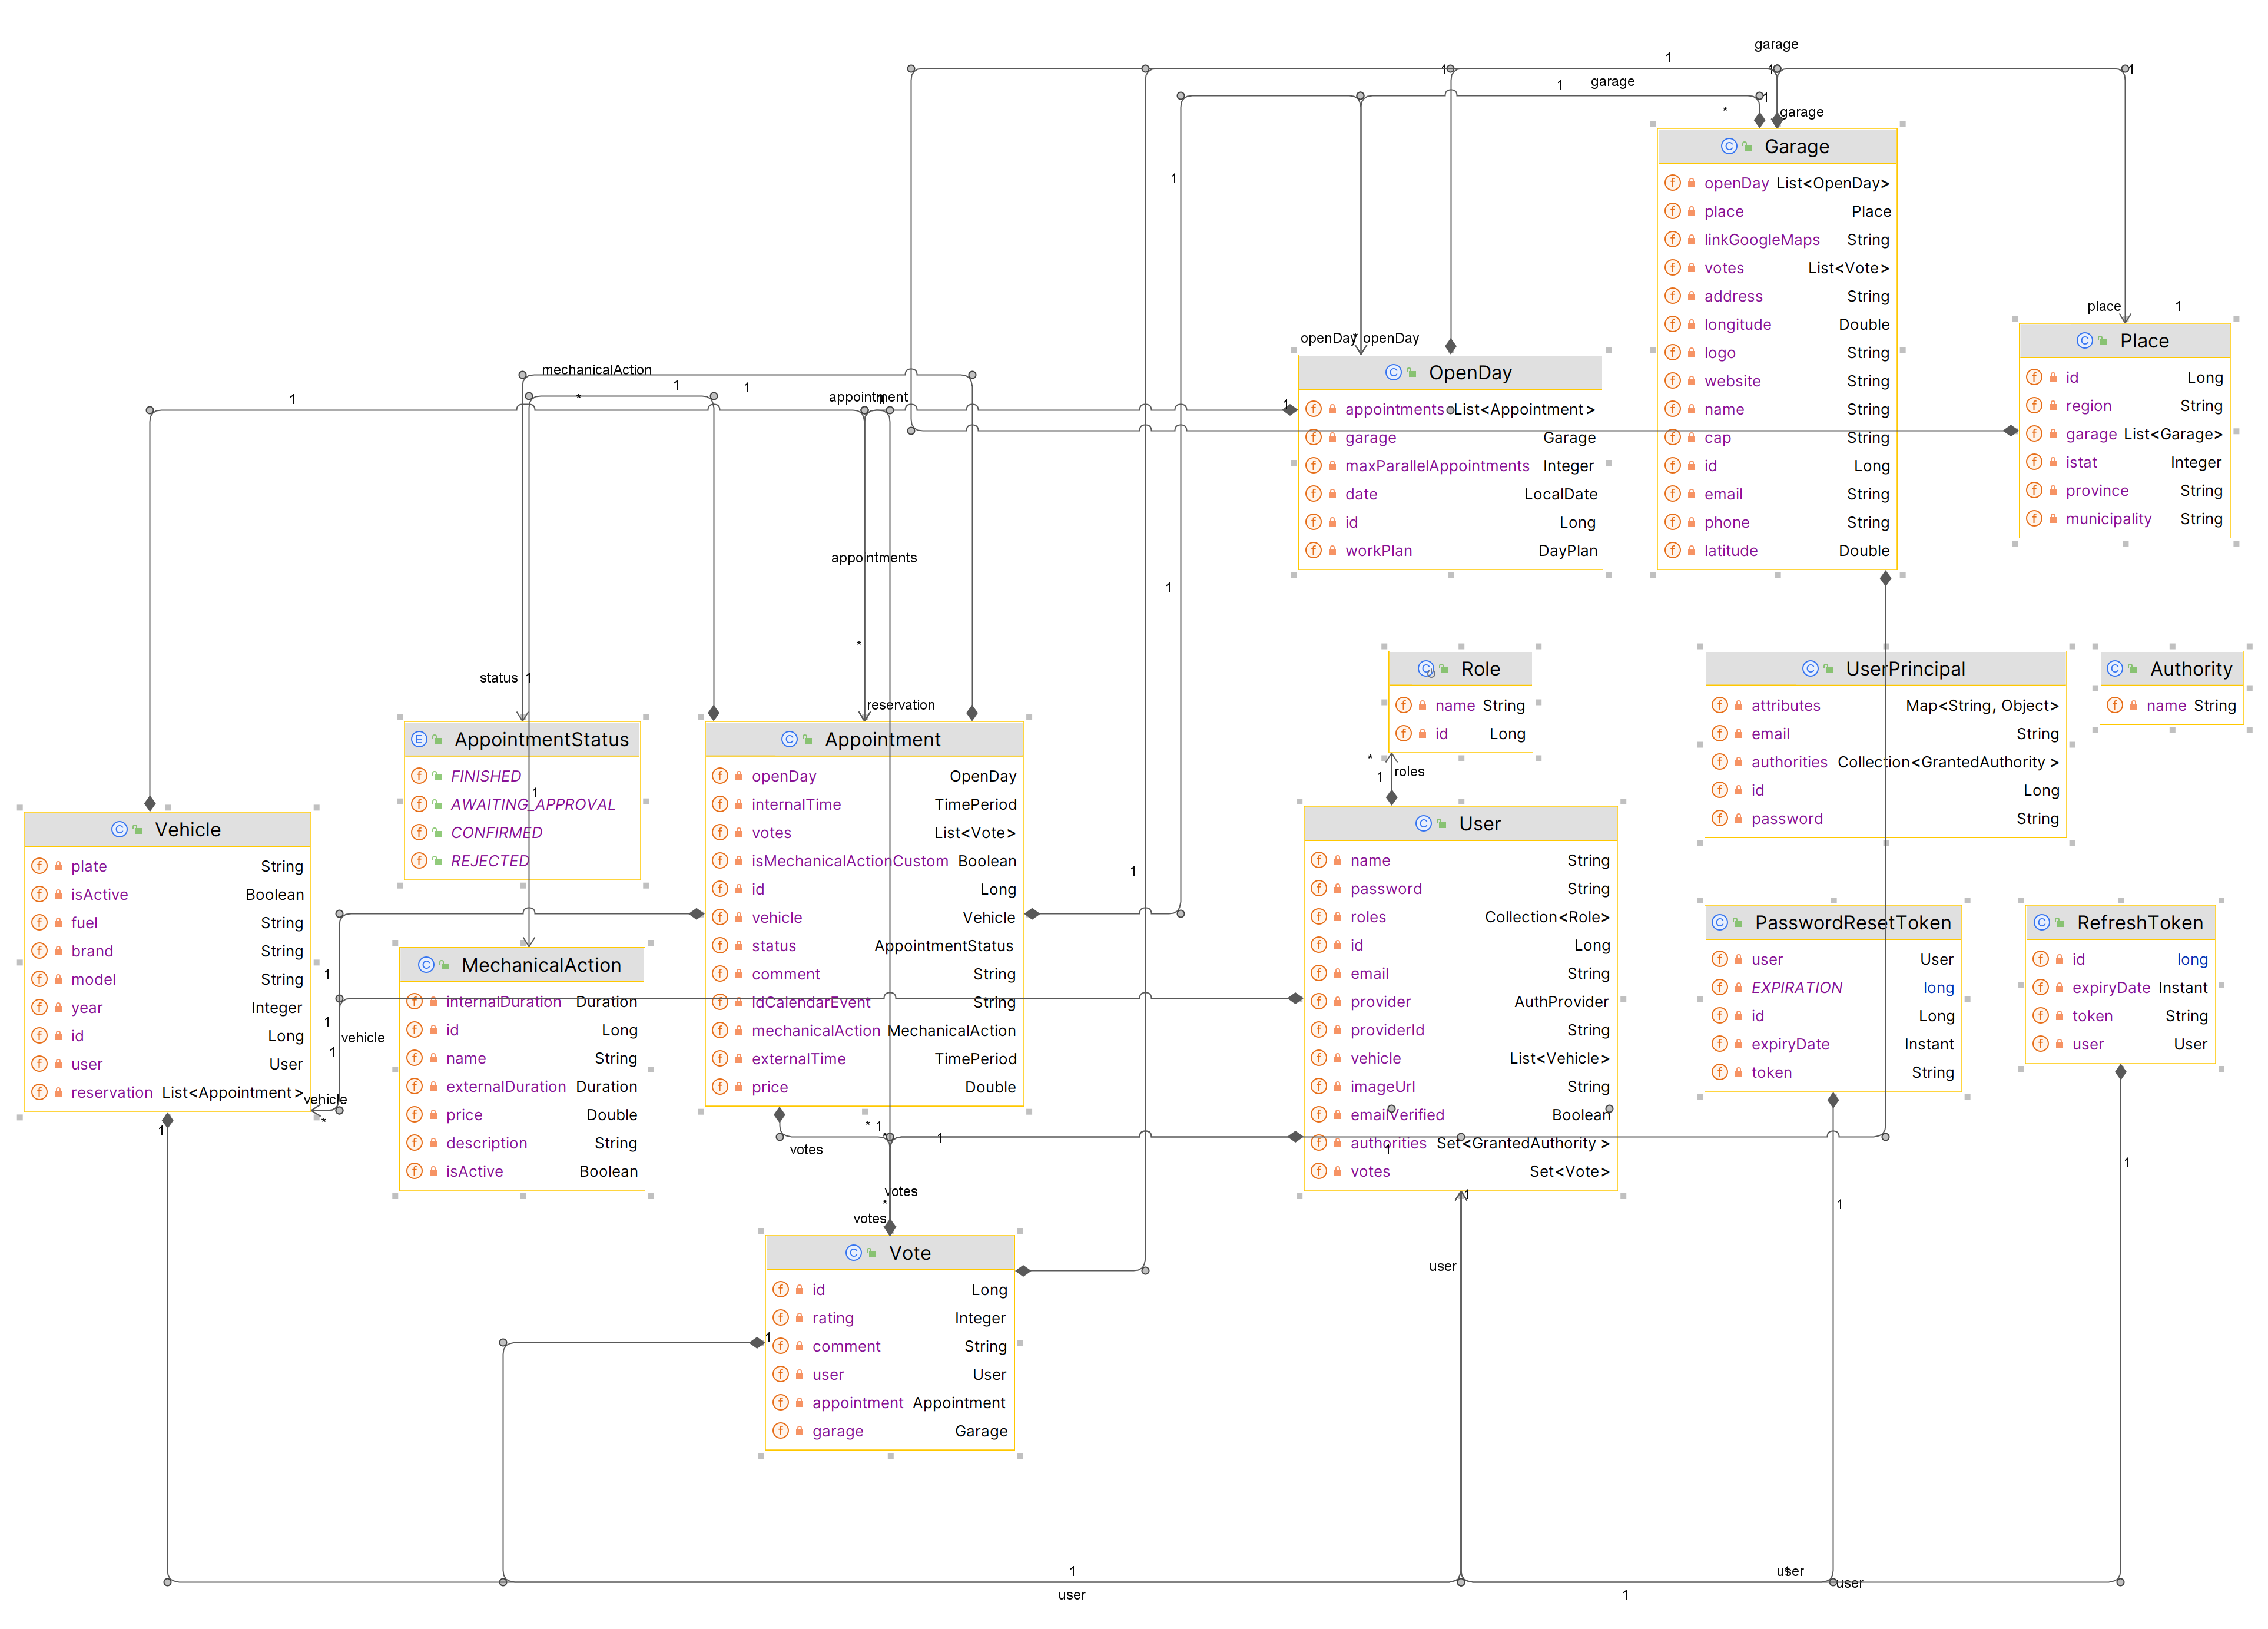 garage
1
1
1
1
1
garage
1
*
garage
Garage
openDay List<OpenDay>
place Place
linkGoogleMaps String
votes List<Vote>
address String
longitude Double
logo String
website String
name String
cap String
id Long
email String
phone String
latitude Double
place 1
Place
id Long
region String
garage List<Garage>
istat Integer
province String
municipality String
1
openDay * openDay
OpenDay
appointments List<Appointment>
garage Garage
maxParallelAppointments Integer
date LocalDate
id Long
workPlan DayPlan
1
mechanicalAction
1
1
*
1
appointment
1
appointments
1
*
status 1
reservation
AppointmentStatus
FINISHED
AWAITING_APPROVAL
CONFIRMED
REJECTED
1
Appointment
openDay OpenDay
internalTime TimePeriod
votes List<Vote>
isMechanicalActionCustom Boolean
id Long
vehicle Vehicle
status AppointmentStatus
comment String
idCalendarEvent String
mechanicalAction MechanicalAction
externalTime TimePeriod
price Double
Role
name String
id Long
*
1 roles
UserPrincipal
attributes Map<String, Object>
email String
authorities Collection<GrantedAuthority>
id Long
password String
Authority
name String
Vehicle
plate String
isActive Boolean
fuel String
brand String
model String
year Integer
id Long
user User
reservation List<Appointment>
1
1
1
vehicle
1
vehicle
*
1
MechanicalAction
internalDuration Duration
id Long
name String
externalDuration Duration
price Double
description String
isActive Boolean
User
name String
password String
roles Collection<Role>
id Long
email String
provider AuthProvider
providerId String
vehicle List<Vehicle>
imageUrl String
emailVerified Boolean
authorities Set<GrantedAuthority>
votes Set<Vote>
1
1
PasswordResetToken
user User
EXPIRATION long
id Long
expiryDate Instant
token String
RefreshToken
id long
expiryDate Instant
token String
user User
* 1
*
1
votes
votes
*
votes
Vote
id Long
rating Integer
comment String
user User
appointment Appointment
garage Garage
1
user
1
1
1
user
user
1
user
1